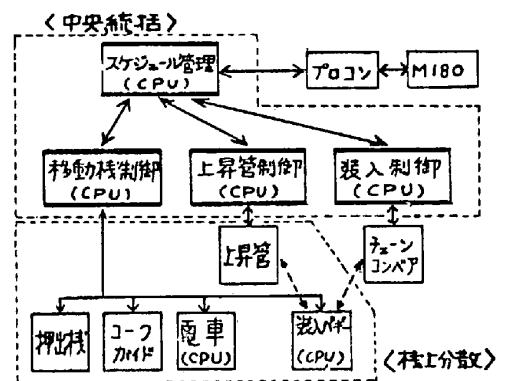 〈中央統括〉
スケジュール管理
(CPU)
プロコン
M180
移動機制御
(CPU)
上昇管制御
(CPU)
装入制御
(CPU)
上昇管
チェーン
コンベア
押出機
コークガイド
電車
(CPU)
(CPU)
〈機上分散〉